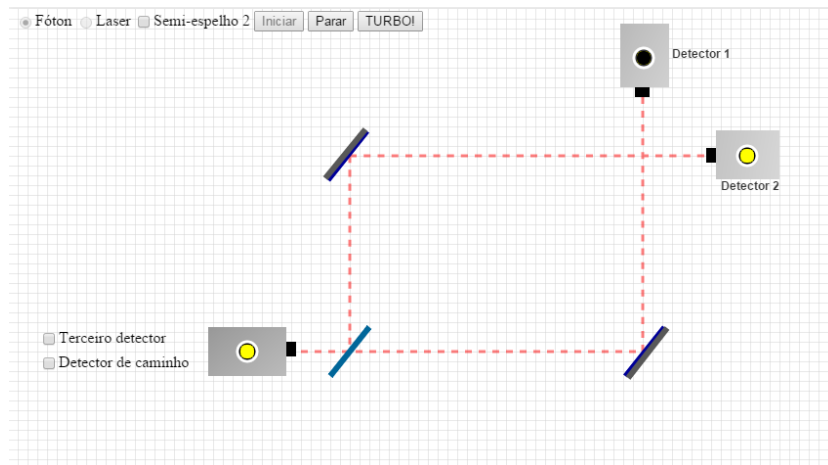 Fóton Laser Semi-espelho 2 Iniciar Parar TURBO!
Detector 1
Detector 2
Terceiro detector
Detector de caminho